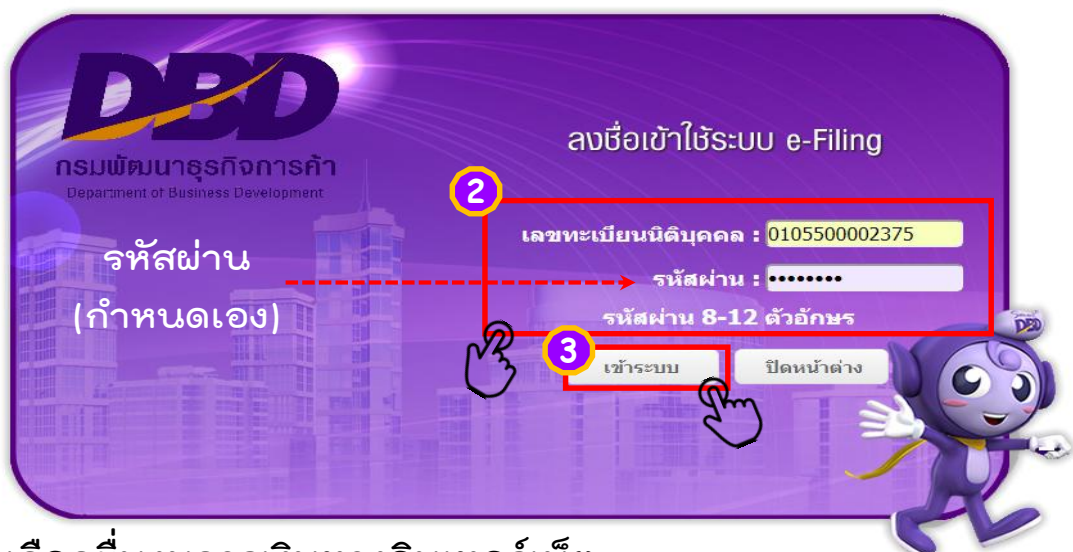 DBD
กรมพัฒนาธุรกิจการค้า
Department of Business Development
ลงชื่อเข้าใช้ระบบ e-Filing
2
เลขทะเบียนนิติบุคคล : 0105500002375
รหัสผ่าน : ••••••••
รหัสผ่าน 8-12 ตัวอักษร
รหัสผ่าน
(กำหนดเอง)
3
เข้าระบบ
ปิดหน้าต่าง
DBD